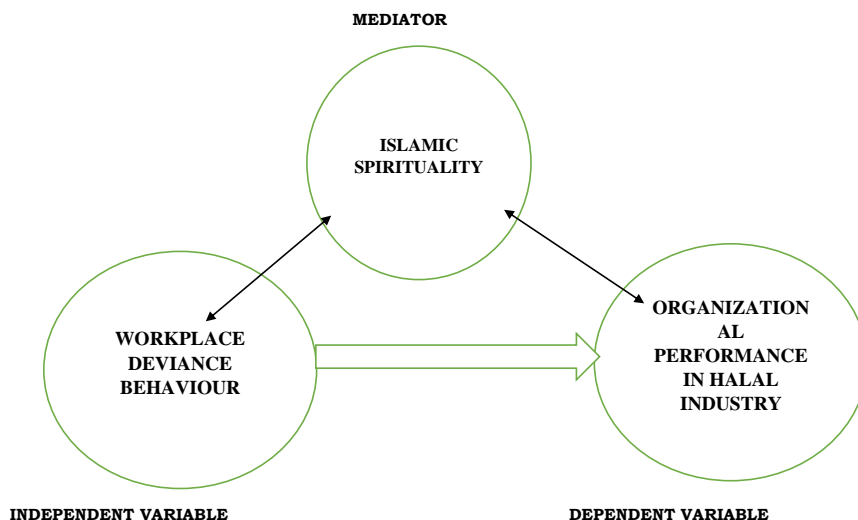 MEDIATOR
ISLAMIC
SPIRITUALITY
WORKPLACE
DEVIANCE
BEHAVIOUR
ORGANIZATION
AL
PERFORMANCE
IN HALAL
INDUSTRY
INDEPENDENT VARIABLE
DEPENDENT VARIABLE